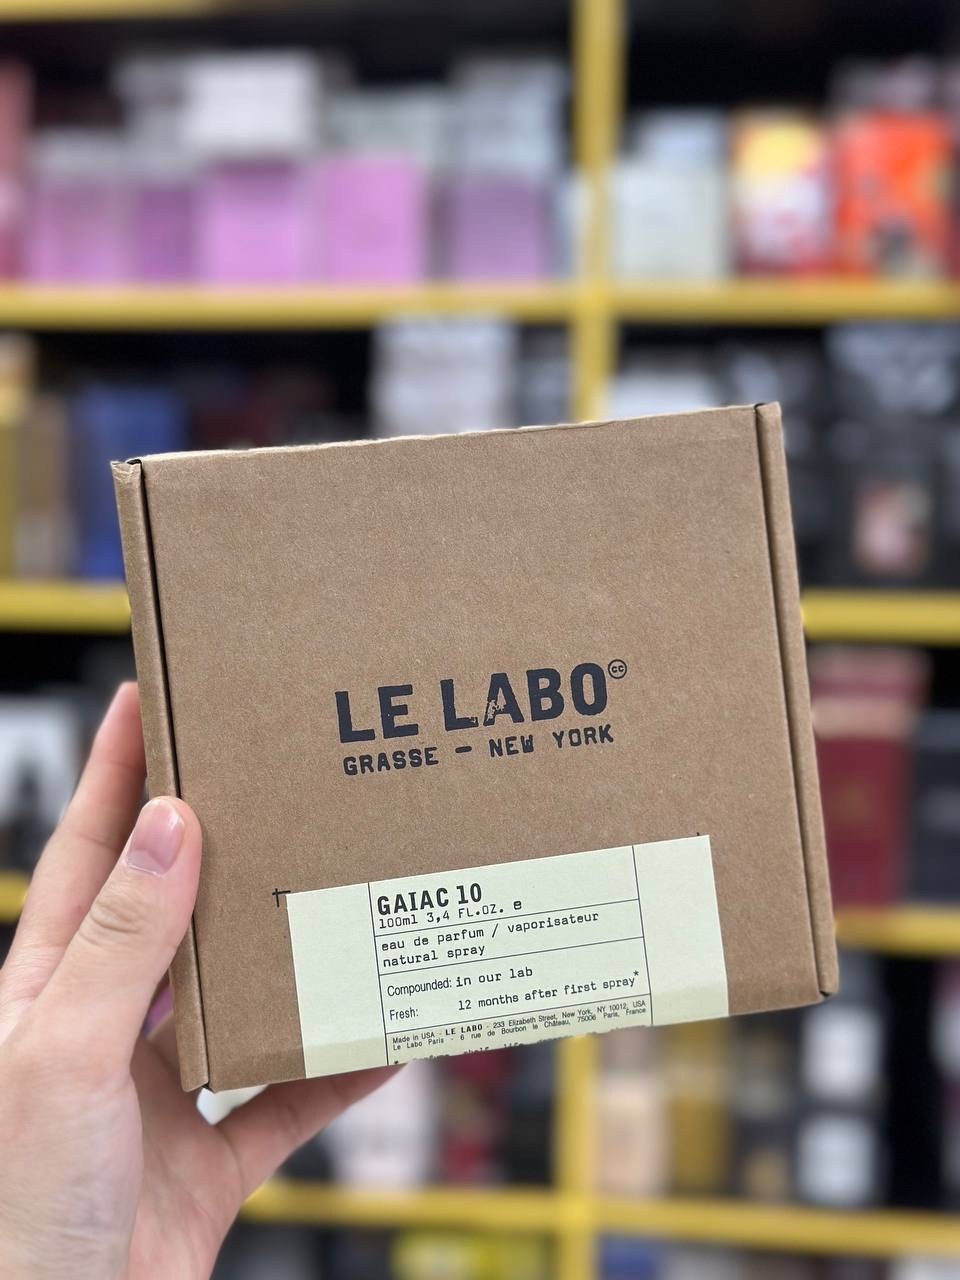 LE LABO
GRASSE – NEW YORK
GAIAC 10
100ml 3,4 FL.OZ. e
eau de parfum / vaporisateur
natural spray
Compounded: in our lab
Fresh: 12 months after first spray*
Made in USA - LE LABO - 233 Elizabeth Street, New York, NY 10012, USA
Le Labo Paris - 6 rue de Bourbon le Château, 75006 Paris, France